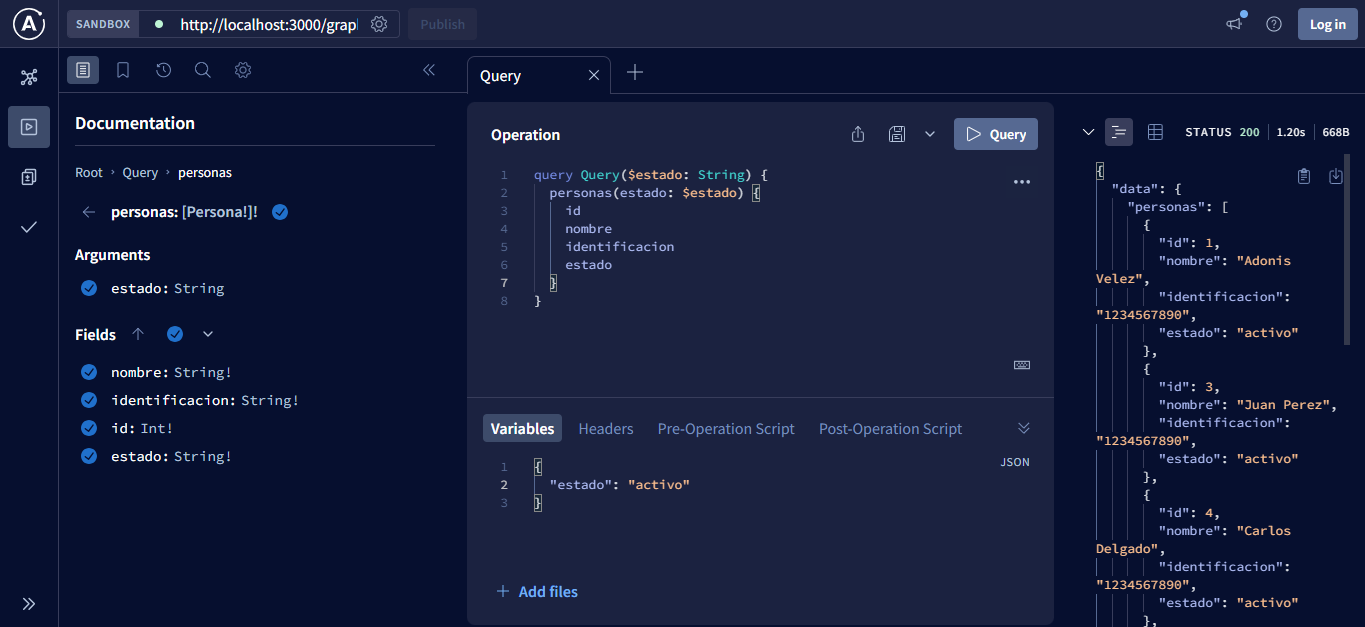 SANDBOX
http://localhost:3000/grap
Publish
Log in
Documentation
Root › Query › personas
personas: [Persona!]!
Arguments
estado: String
Fields
nombre: String!
identificacion: String!
id: Int!
estado: String!
Query
Operation
Query
1 query Query($estado: String) {
2 personas(estado: $estado) {
3 id
4 nombre
5 identificacion
6 estado
7 }
8 }
Variables Headers Pre-Operation Script Post-Operation Script
JSON
1 {
2 "estado": "activo"
3 }
Add files
STATUS 200 1.20s 668B
{
"data": {
"personas": [
{
"id": 1,
"nombre": "Adonis
Velez",
"identificacion":
"1234567890",
"estado": "activo"
},
{
"id": 3,
"nombre": "Juan Perez",
"identificacion":
"1234567890",
"estado": "activo"
},
{
"id": 4,
"nombre": "Carlos
Delgado",
"identificacion":
"1234567890",
"estado": "activo"
},